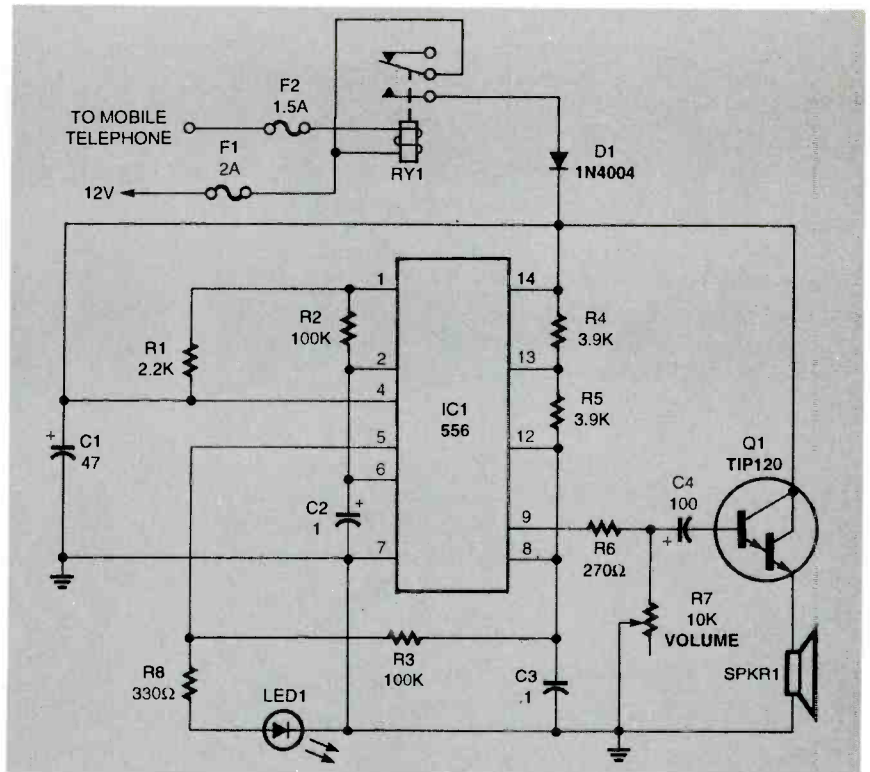 F2
1.5A
TO MOBILE
TELEPHONE
F1
2A
12V
RY1
D1
1N4004
1
14
R2
100K
R4
3.9K
R1
2.2K
2
13
4
IC1
556
R5
3.9K
5
12
+
C1
47
6
C2
1
+
9
C4
100
+
Q1
TIP120
7
8
R6
270Ω
R7
10K
VOLUME
R3
100K
R8
330Ω
LED1
C3
.1
SPKR1